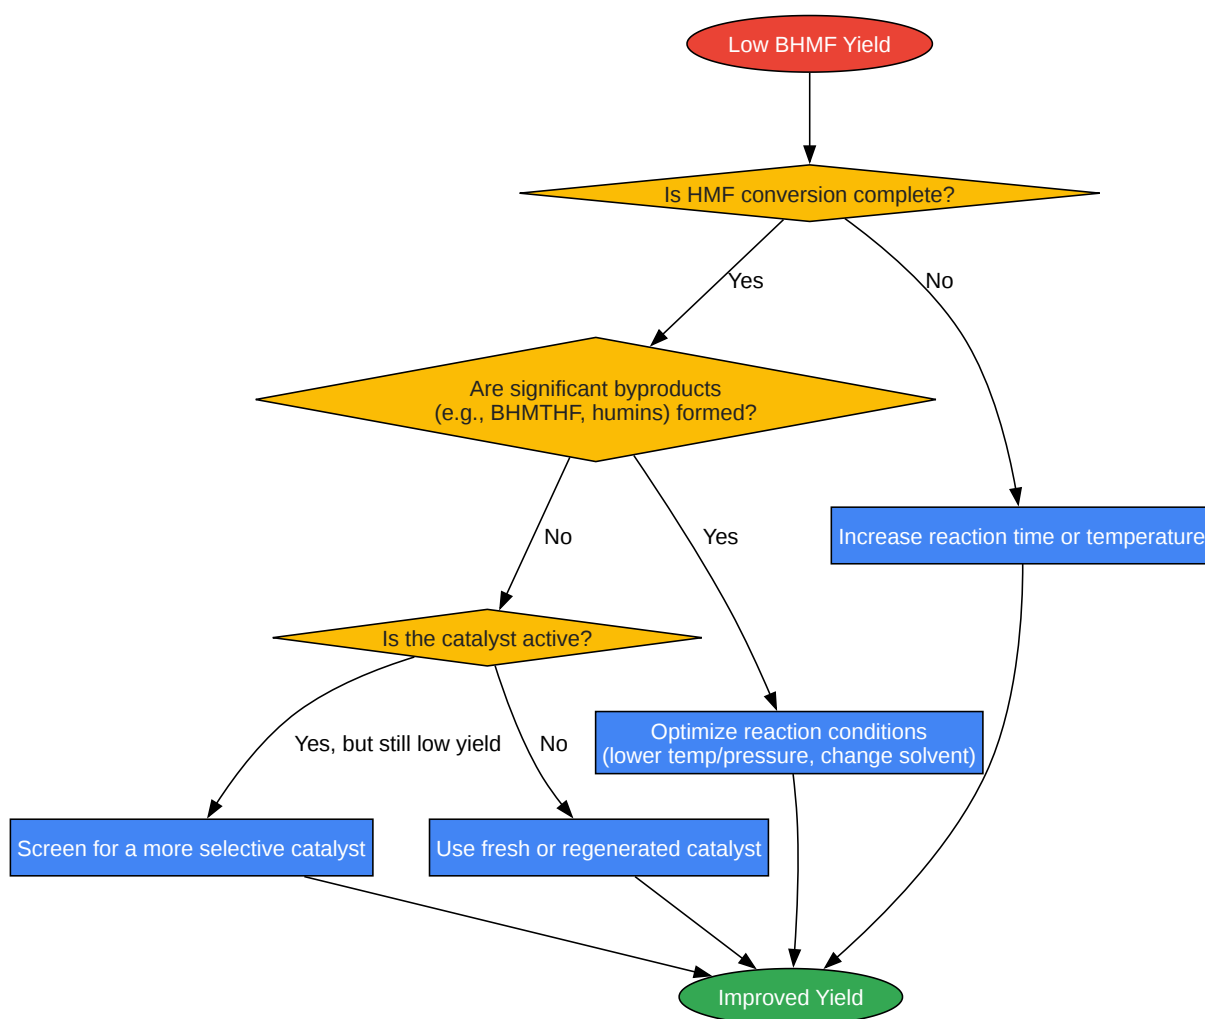 Low BHMF Yield
Is HMF conversion complete?
Yes
No
Are significant byproducts
(e.g., BHMTHF, humins) formed?
Increase reaction time or temperature
No
Yes
Is the catalyst active?
Optimize reaction conditions
(lower temp/pressure, change solvent)
Yes, but still low yield
No
Screen for a more selective catalyst
Use fresh or regenerated catalyst
Improved Yield